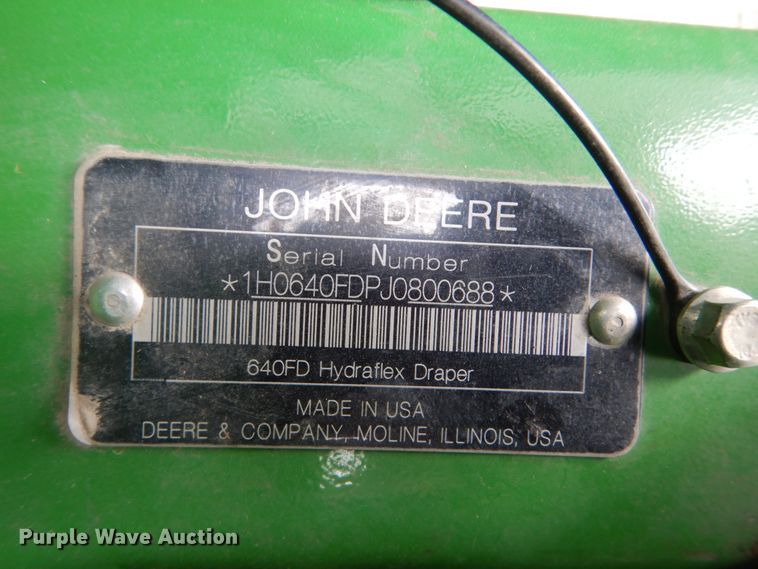 JOHN DEERE
Serial Number
*1H0640FDPJ0800688*
640FD Hydraflex Draper
MADE IN USA
DEERE & COMPANY, MOLINE, ILLINOIS, USA
Purple Wave Auction